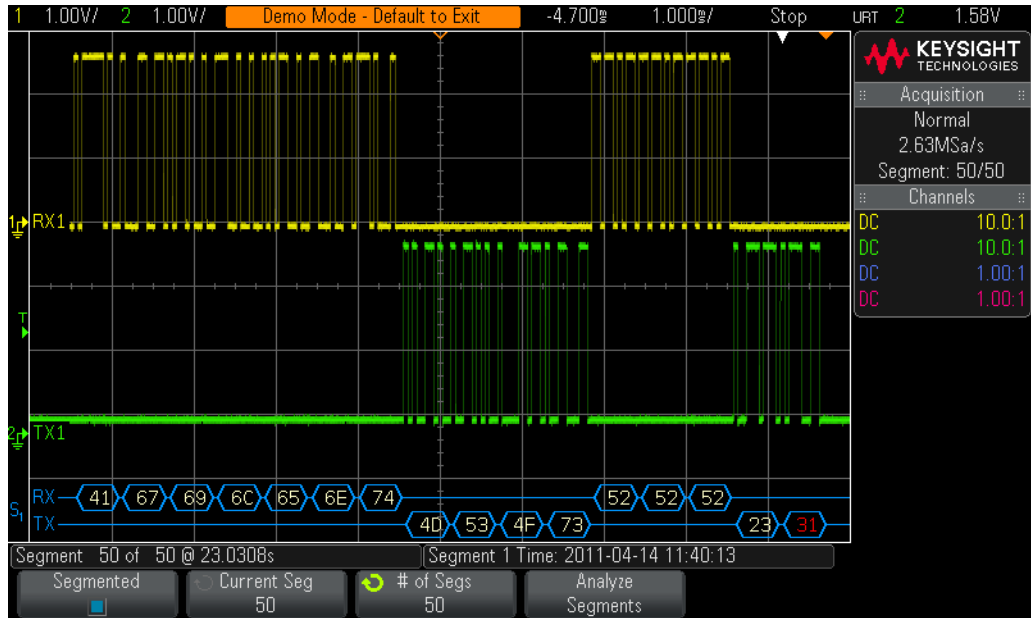 1 1.00V/ 2 1.00V/ Demo Mode - Default to Exit -4.700s 1.000s/ Stop URT 2 1.58V
KEYSIGHT
TECHNOLOGIES
Acquisition
Normal
2.63MSa/s
Segment: 50/50
Channels
DC 10.0:1
DC 10.0:1
DC 1.00:1
DC 1.00:1
1 RX1
T
2 TX1
S1
RX 41 67 69 6C 65 6E 74 52 52 52
TX 4D 53 4F 73 23 31
Segment 50 of 50 @ 23.0308s Segment 1 Time: 2011-04-14 11:40:13
Segmented
Current Seg
50
# of Segs
50
Analyze
Segments